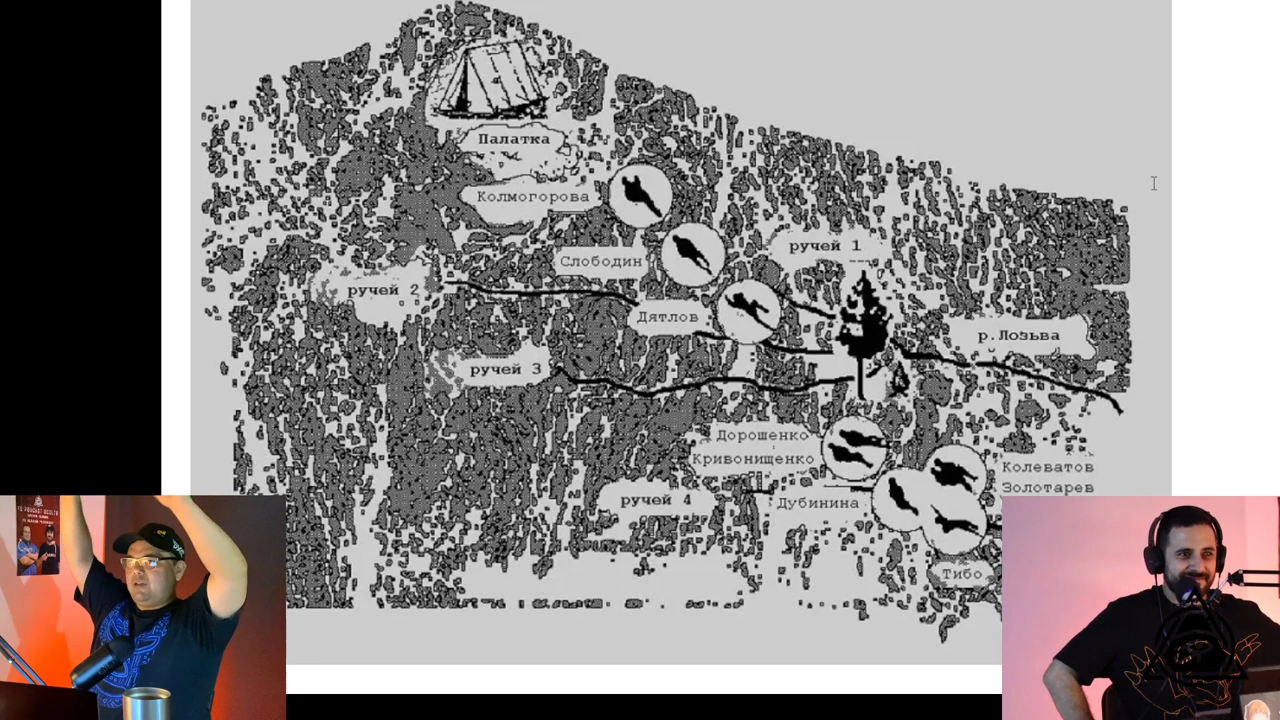 Палатка
Колмогорова
ручей 1
Слободин
ручей 2
Дятлов
р.Лозьва
ручей 3
Дорошенко
Кривонищенко
Колеватов
Золотарев
ручей 4
Дубинина
Тибо